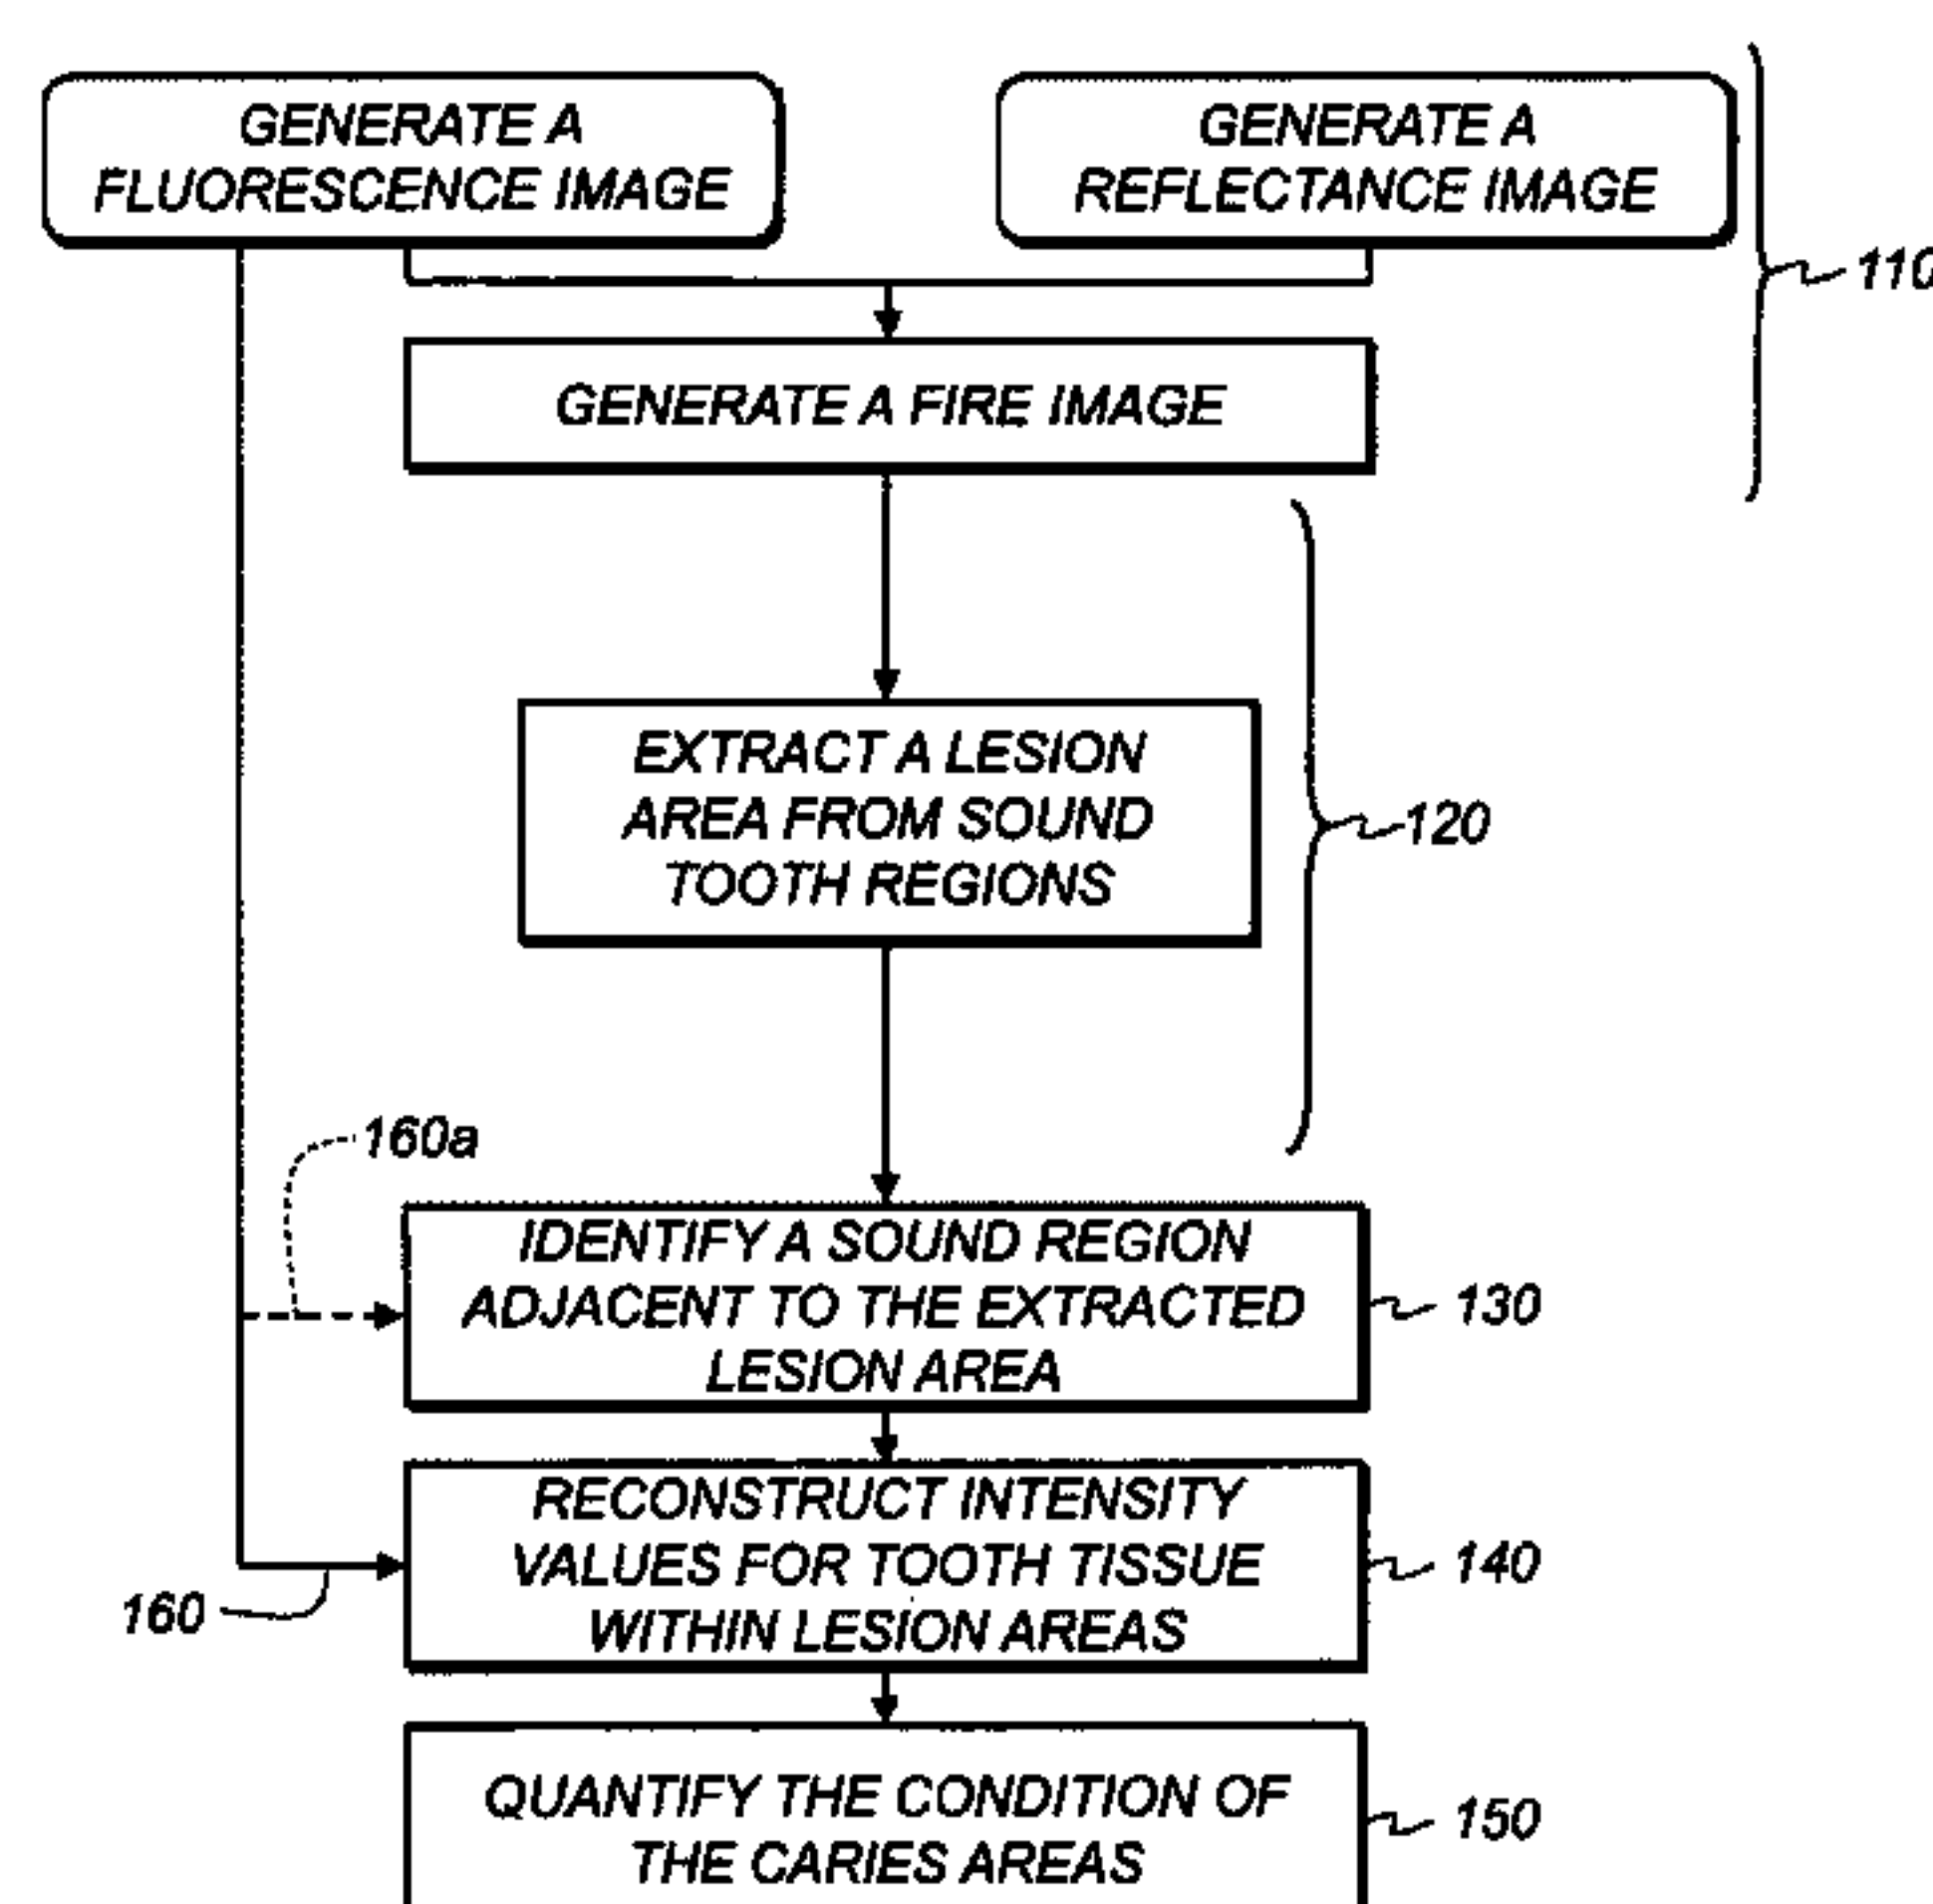 GENERATE A
FLUORESCENCE IMAGE
GENERATE A
REFLECTANCE IMAGE
110
GENERATE A FIRE IMAGE
EXTRACT A LESION
AREA FROM SOUND
TOOTH REGIONS
120
160a
IDENTIFY A SOUND REGION
ADJACENT TO THE EXTRACTED
LESION AREA
130
RECONSTRUCT INTENSITY
VALUES FOR TOOTH TISSUE
WITHIN LESION AREAS
140
160
QUANTIFY THE CONDITION OF
THE CARIES AREAS
150